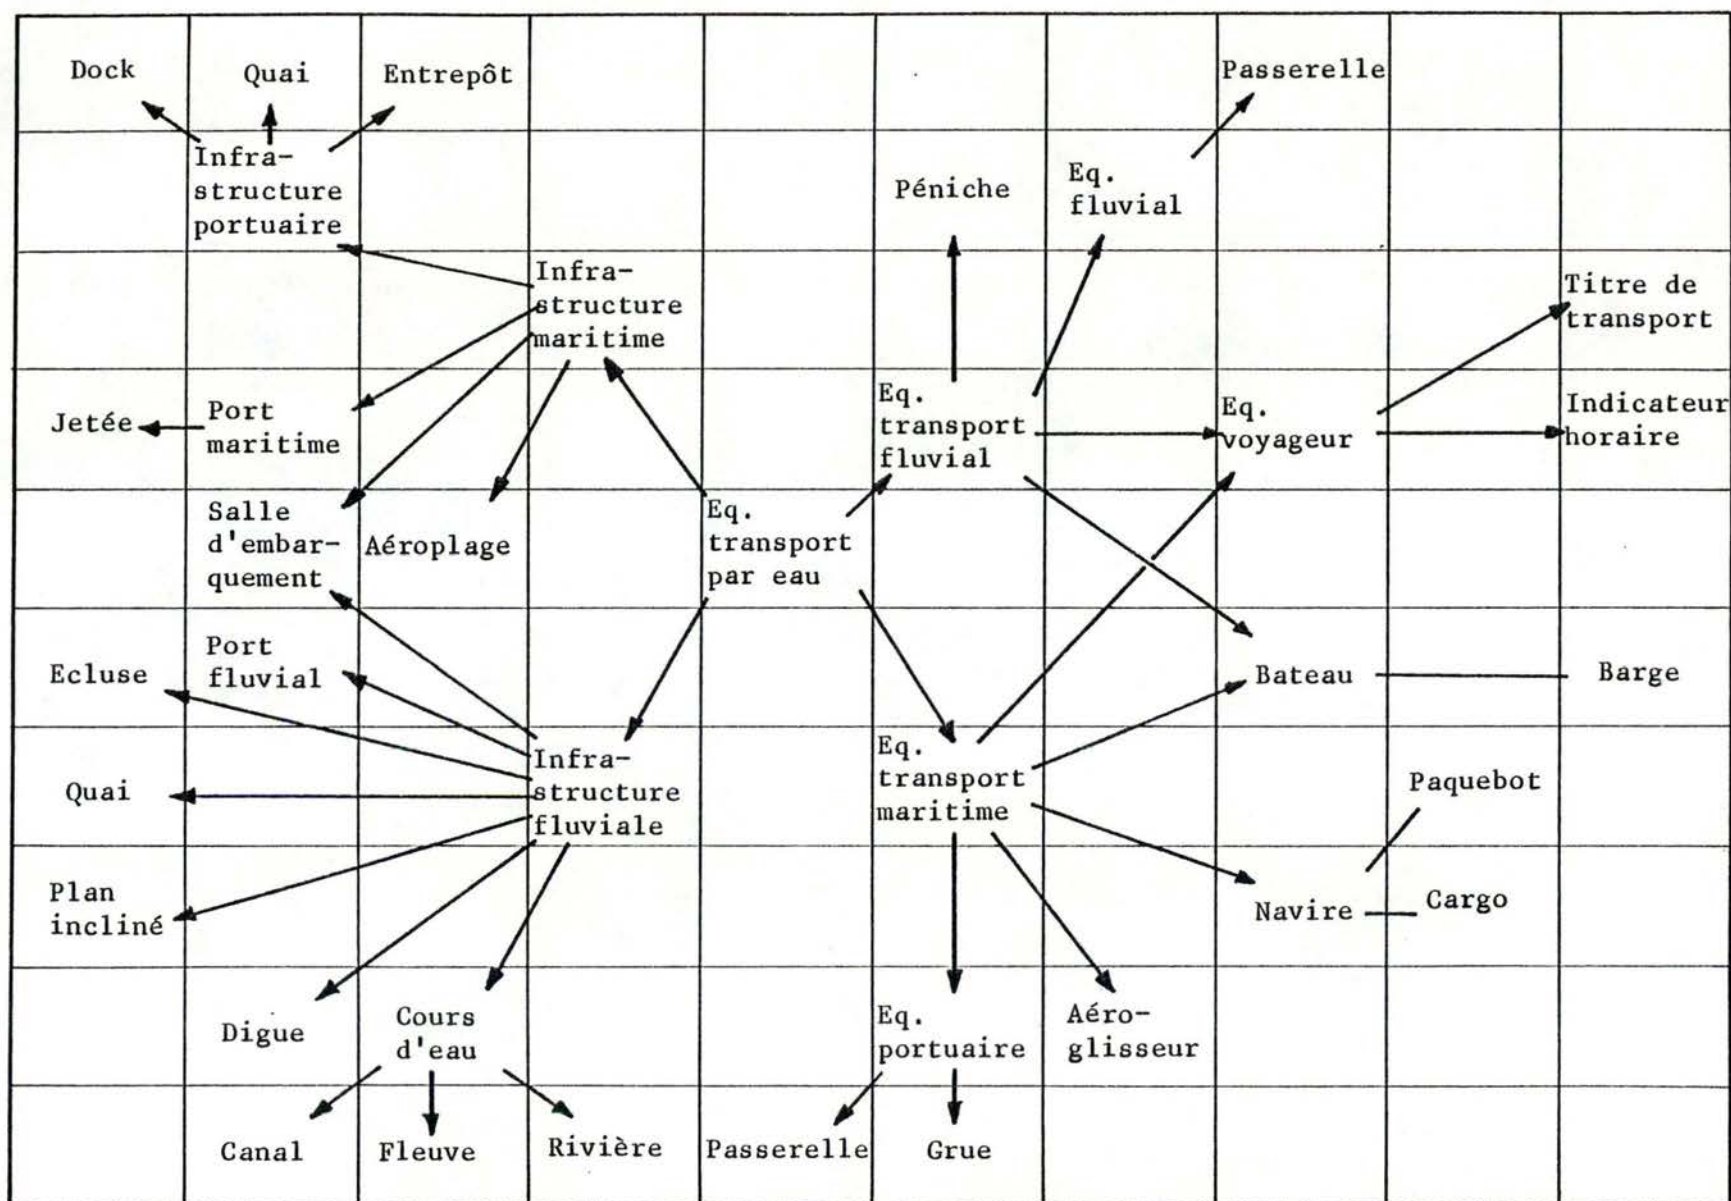 Dock
Quai
Entrepôt
Passerelle
Infra-
structure
portuaire
Péniche
Eq.
fluvial
Infra-
structure
maritime
Titre de
transport
Jetée
Port
maritime
Eq.
transport
fluvial
Eq.
voyageur
Indicateur
horaire
Salle
d'embar-
quement
Aéroplage
Eq.
transport
par eau
Ecluse
Port
fluvial
Bateau
Barge
Quai
Infra-
structure
fluviale
Eq.
transport
maritime
Paquebot
Plan
incliné
Navire
Cargo
Digue
Cours
d'eau
Eq.
portuaire
Aéro-
glisseur
Canal
Fleuve
Rivière
Passerelle
Grue